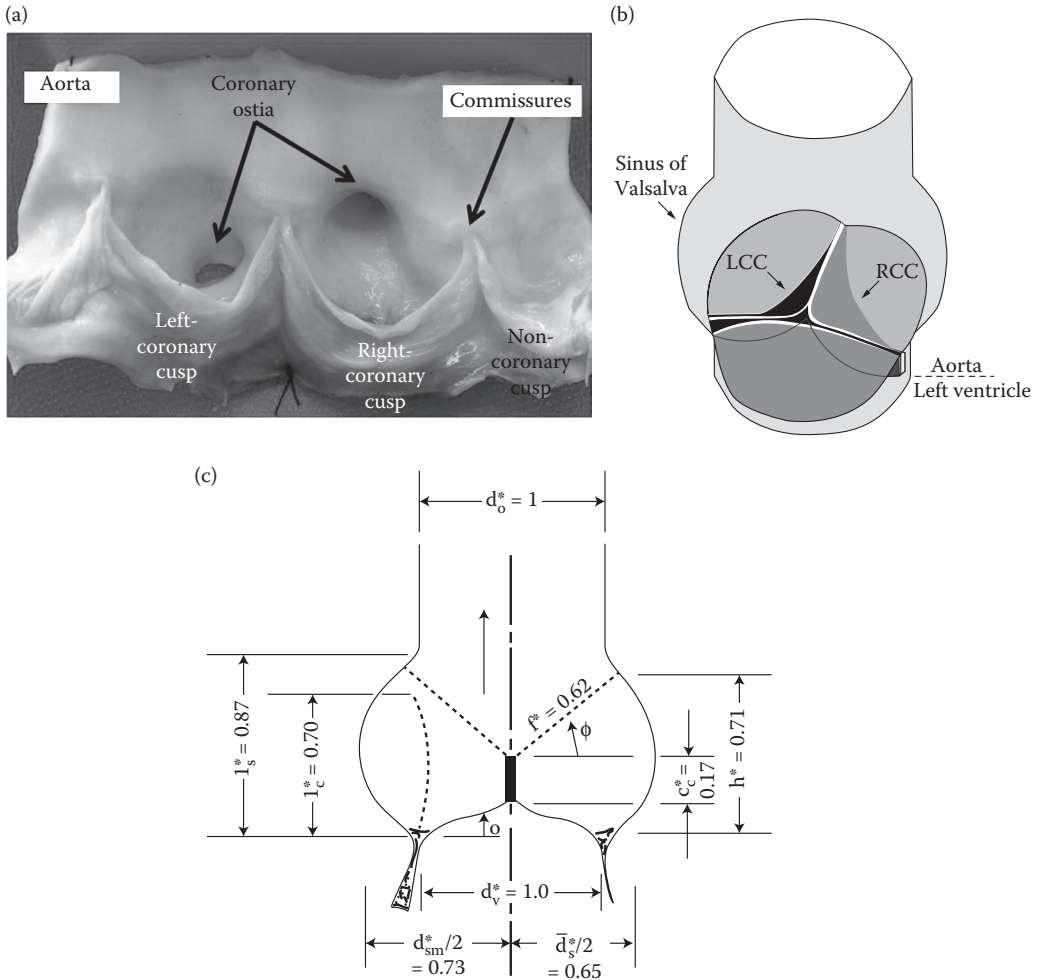 (a)
Aorta
Coronary
ostia
Commissures
Left-
coronary
cusp
Right-
coronary
cusp
Non-
coronary
cusp
(b)
Sinus of
Valsalva
LCC
RCC
Aorta
Left ventricle
(c)
d*o = 1
l*s = 0.87
l*c = 0.70
f* = 0.62
ϕ
c*c =
0.17
h* = 0.71
o
d*v = 1.0
d*sm/2
= 0.73
d̄*s/2
= 0.65